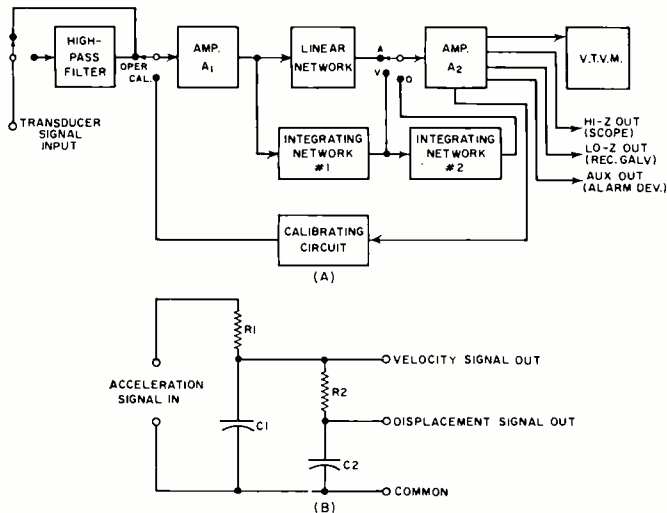 HIGH-
PASS
FILTER
OPER
CAL.
AMP.
A1
LINEAR
NETWORK
A
V
D
AMP.
A2
V.T.V.M.
TRANSDUCER
SIGNAL
INPUT
INTEGRATING
NETWORK
#1
INTEGRATING
NETWORK
#2
HI-Z OUT
(SCOPE)
LO-Z OUT
(REC. GALV)
AUX OUT
(ALARM DEV.)
CALIBRATING
CIRCUIT
(A)
R1
VELOCITY SIGNAL OUT
ACCELERATION
SIGNAL IN
R2
DISPLACEMENT SIGNAL OUT
C1
C2
COMMON
(B)